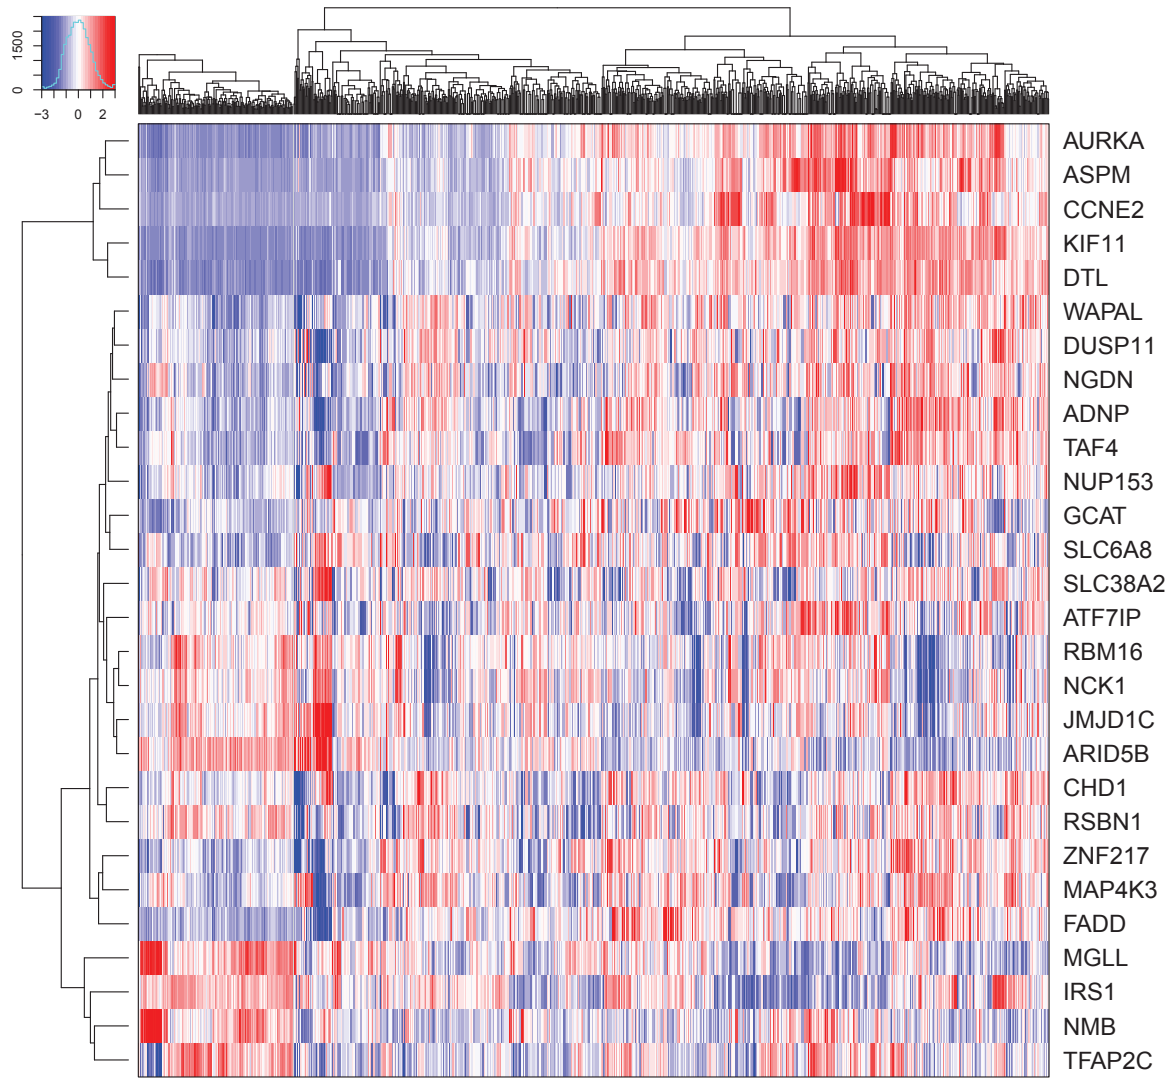 1500
0
−3 0 2
AURKA
ASPM
CCNE2
KIF11
DTL
WAPAL
DUSP11
NGDN
ADNP
TAF4
NUP153
GCAT
SLC6A8
SLC38A2
ATF7IP
RBM16
NCK1
JMJD1C
ARID5B
CHD1
RSBN1
ZNF217
MAP4K3
FADD
MGLL
IRS1
NMB
TFAP2C